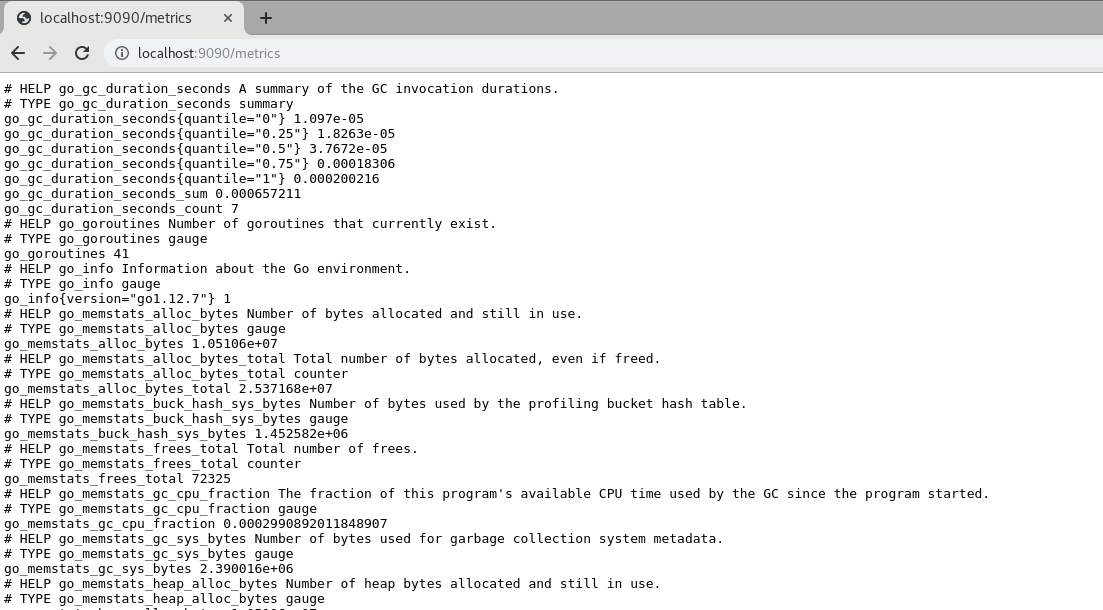 localhost:9090/metrics
localhost:9090/metrics
# HELP go_gc_duration_seconds A summary of the GC invocation durations.
# TYPE go_gc_duration_seconds summary
go_gc_duration_seconds{quantile="0"} 1.097e-05
go_gc_duration_seconds{quantile="0.25"} 1.8263e-05
go_gc_duration_seconds{quantile="0.5"} 3.7672e-05
go_gc_duration_seconds{quantile="0.75"} 0.00018306
go_gc_duration_seconds{quantile="1"} 0.000200216
go_gc_duration_seconds_sum 0.000657211
go_gc_duration_seconds_count 7
# HELP go_goroutines Number of goroutines that currently exist.
# TYPE go_goroutines gauge
go_goroutines 41
# HELP go_info Information about the Go environment.
# TYPE go_info gauge
go_info{version="go1.12.7"} 1
# HELP go_memstats_alloc_bytes Number of bytes allocated and still in use.
# TYPE go_memstats_alloc_bytes gauge
go_memstats_alloc_bytes 1.05106e+07
# HELP go_memstats_alloc_bytes_total Total number of bytes allocated, even if freed.
# TYPE go_memstats_alloc_bytes_total counter
go_memstats_alloc_bytes_total 2.537168e+07
# HELP go_memstats_buck_hash_sys_bytes Number of bytes used by the profiling bucket hash table.
# TYPE go_memstats_buck_hash_sys_bytes gauge
go_memstats_buck_hash_sys_bytes 1.452582e+06
# HELP go_memstats_frees_total Total number of frees.
# TYPE go_memstats_frees_total counter
go_memstats_frees_total 72325
# HELP go_memstats_gc_cpu_fraction The fraction of this program's available CPU time used by the GC since the program started.
# TYPE go_memstats_gc_cpu_fraction gauge
go_memstats_gc_cpu_fraction 0.0002990892011848907
# HELP go_memstats_gc_sys_bytes Number of bytes used for garbage collection system metadata.
# TYPE go_memstats_gc_sys_bytes gauge
go_memstats_gc_sys_bytes 2.390016e+06
# HELP go_memstats_heap_alloc_bytes Number of heap bytes allocated and still in use.
# TYPE go_memstats_heap_alloc_bytes gauge